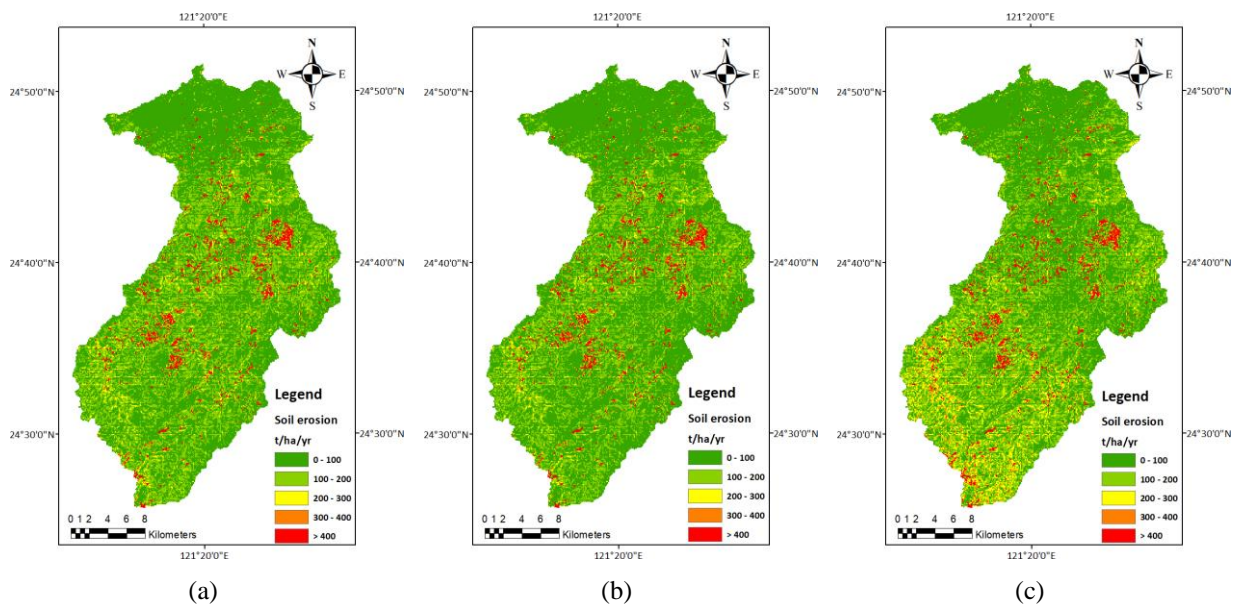 121°20'0"E 121°20'0"E 121°20'0"E
N N N
W E W E W E
S S S
24°50'0"N 24°50'0"N 24°50'0"N 24°50'0"N
24°40'0"N 24°40'0"N 24°40'0"N 24°40'0"N
24°30'0"N 24°30'0"N 24°30'0"N 24°30'0"N
Legend
Soil erosion
t/ha/yr
0 - 100
100 - 200
200 - 300
300 - 400
> 400
0 1 2 4 6 8
Kilometers
Legend
Soil erosion
t/ha/yr
0 - 100
100 - 200
200 - 300
300 - 400
> 400
0 1 2 4 6 8
Kilometers
Legend
Soil erosion
t/ha/yr
0 - 100
100 - 200
200 - 300
300 - 400
> 400
0 1 2 4 6 8
Kilometers
121°20'0"E 121°20'0"E 121°20'0"E
(a) (b) (c)